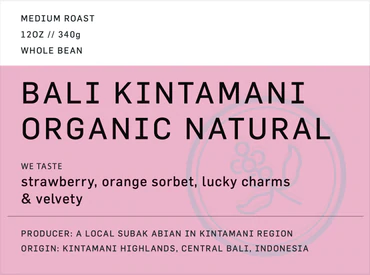 MEDIUM ROAST
12OZ // 340g
WHOLE BEAN
BALI KINTAMANI
ORGANIC NATURAL
WE TASTE
strawberry, orange sorbet, lucky charms
& velvety
PRODUCER: A LOCAL SUBAK ABIAN IN KINTAMANI REGION
ORIGIN: KINTAMANI HIGHLANDS, CENTRAL BALI, INDONESIA